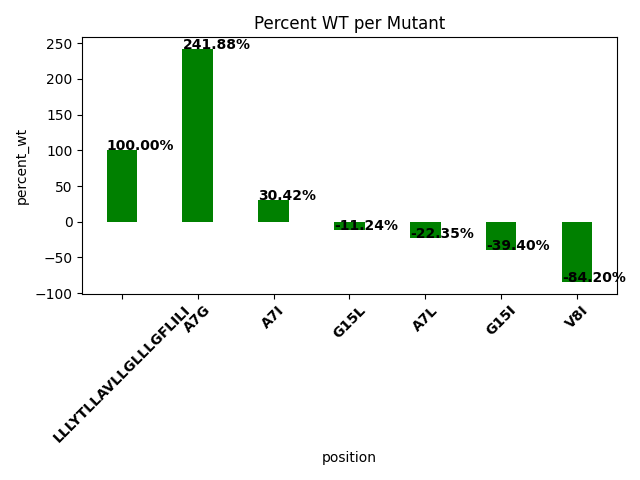 Percent WT per Mutant
percent_wt
250
200
150
100
50
0
−50
−100
100.00%
241.88%
30.42%
-11.24%
-22.35%
-39.40%
-84.20%
LLLYTLLAVLLGLLLGFLILI
A7G
A7I
G15L
A7L
G15I
V8I
position